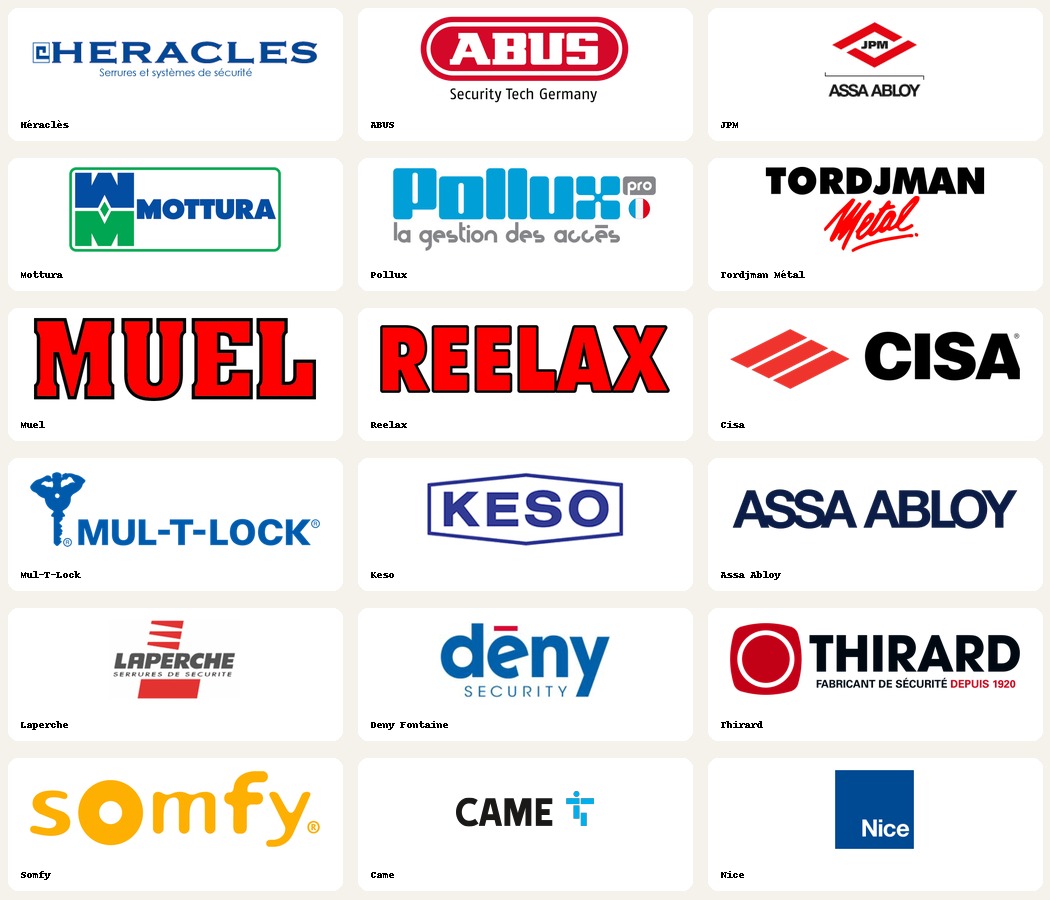 HERACLES
Serrures et systèmes de sécurité
Héraclès
ABUS
Security Tech Germany
ABUS
JPM
ASSA ABLOY
JPM
MOTTURA
Mottura
Pollux pro
la gestion des accès
Pollux
TORDJMAN
Métal
Tordjman Métal
MUEL
Muel
REELAX
Reelax
CISA®
Cisa
MUL-T-LOCK®
®
Mul-T-Lock
KESO
Keso
ASSA ABLOY
Assa Abloy
LAPERCHE
SERRURES DE SECURITE
Laperche
dēny
SECURITY
Deny Fontaine
THIRARD
FABRICANT DE SÉCURITÉ DEPUIS 1920
Thirard
somfy®
Somfy
CAME
Came
Nice
Nice